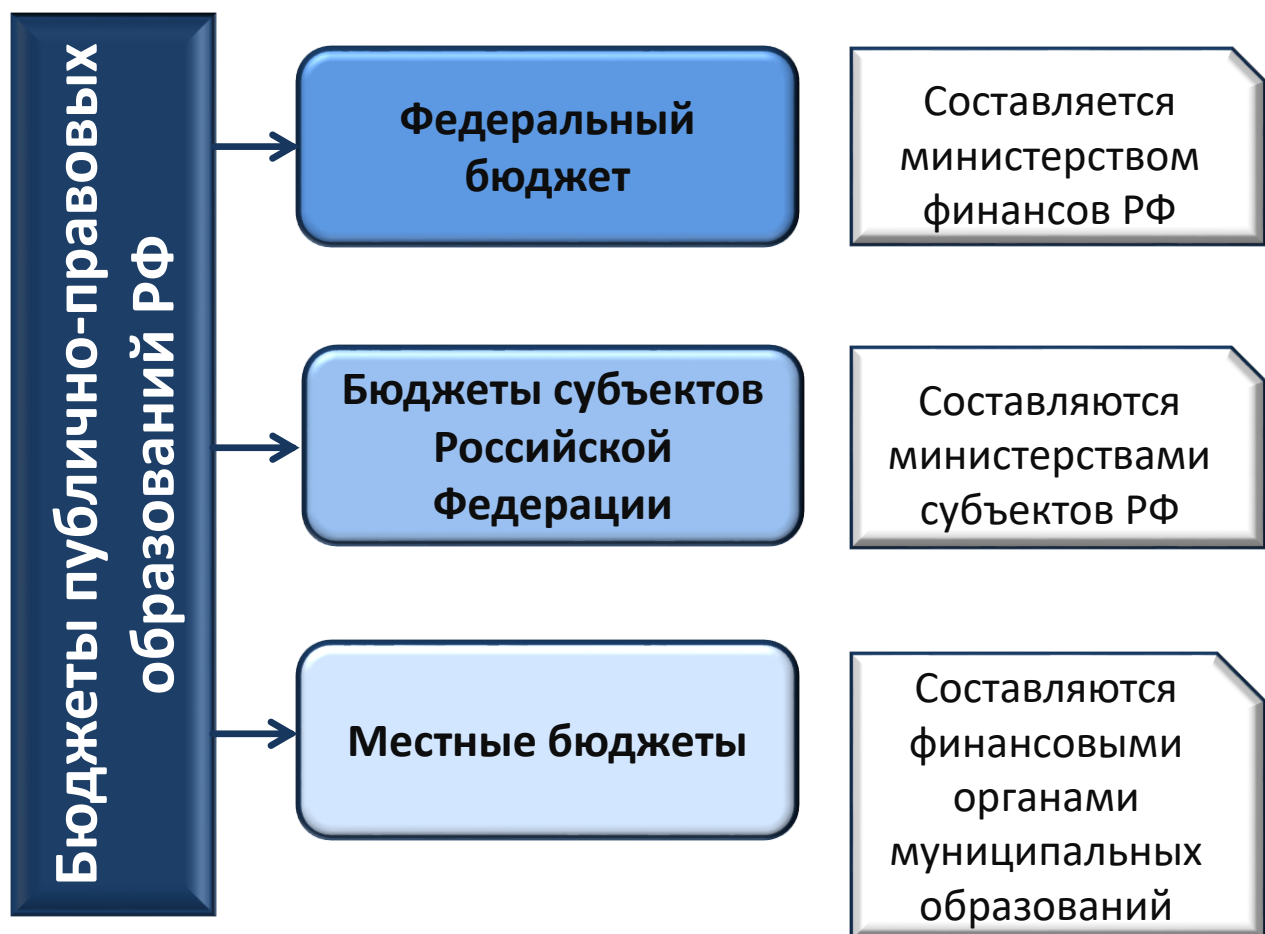 Бюджеты публично-правовых
образований РФ
Федеральный
бюджет
Составляется
министерством
финансов РФ
Бюджеты субъектов
Российской
Федерации
Составляются
министерствами
субъектов РФ
Местные бюджеты
Составляются
финансовыми
органами
муниципальных
образований